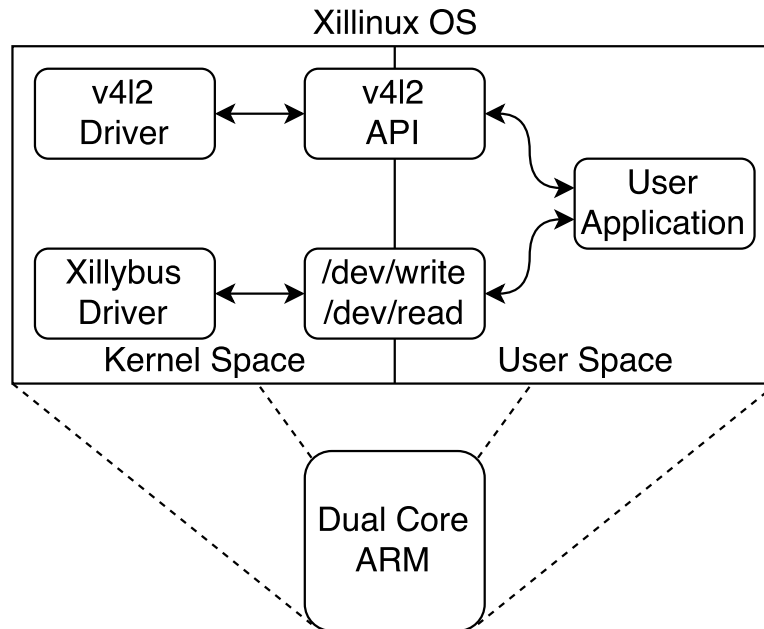 Xillinux OS
v4l2
Driver
v4l2
API
User
Application
Xillybus
Driver
/dev/write
/dev/read
Kernel Space
User Space
Dual Core
ARM